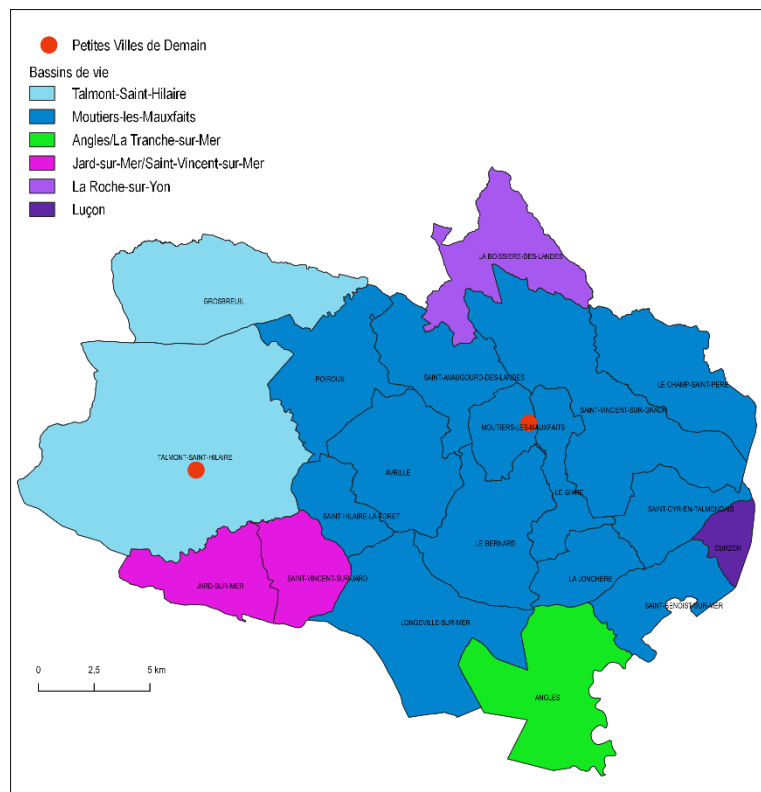 Petites Villes de Demain
Bassins de vie
Talmont-Saint-Hilaire
Moutiers-les-Mauxfaits
Angles/La Tranche-sur-Mer
Jard-sur-Mer/Saint-Vincent-sur-Mer
La Roche-sur-Yon
Luçon
LA BOISSIERE-DES-LANDES
GROSBREUIL
POIROUX
SAINT-AVAUGOURD-DES-LANDES
LE CHAMP-SAINT-PERE
SAINT-VINCENT-SUR-GRAON
MOUTIERS-LES-MAUXFAITS
TALMONT-SAINT-HILAIRE
AVRILLE
LE GIVRE
SAINT-CYR-EN-TALMONDAIS
SAINT-HILAIRE-LA-FORET
LE BERNARD
CURZON
JARD-SUR-MER
SAINT-VINCENT-SUR-JARD
LA JONCHERE
SAINT-BENOIST-SUR-MER
LONGEVILLE-SUR-MER
ANGLES
0 2,5 5 km